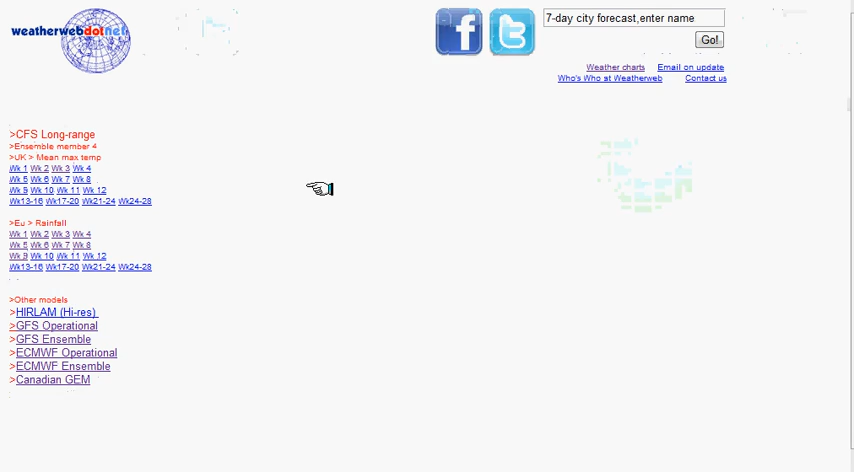 weatherwebdotnet
7-day city forecast,enter name
Go!
Weather charts Email on update
Who's Who at Weatherweb Contact us
>CFS Long-range
>Ensemble member 4
>UK > Mean max temp
Wk 1 Wk 2 Wk 3 Wk 4
Wk 5 Wk 6 Wk 7 Wk 8
Wk 9 Wk 10 Wk 11 Wk 12
Wk13-16 Wk17-20 Wk21-24 Wk24-28
>Eu > Rainfall
Wk 1 Wk 2 Wk 3 Wk 4
Wk 5 Wk 6 Wk 7 Wk 8
Wk 9 Wk 10 Wk 11 Wk 12
Wk13-16 Wk17-20 Wk21-24 Wk24-28
>Other models
>HIRLAM (Hi-res)
>GFS Operational
>GFS Ensemble
>ECMWF Operational
>ECMWF Ensemble
>Canadian GEM